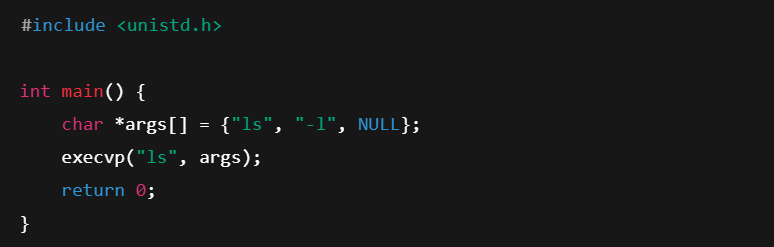 #include <unistd.h>

int main() {
    char *args[] = {"ls", "-l", NULL};
    execvp("ls", args);
    return 0;
}